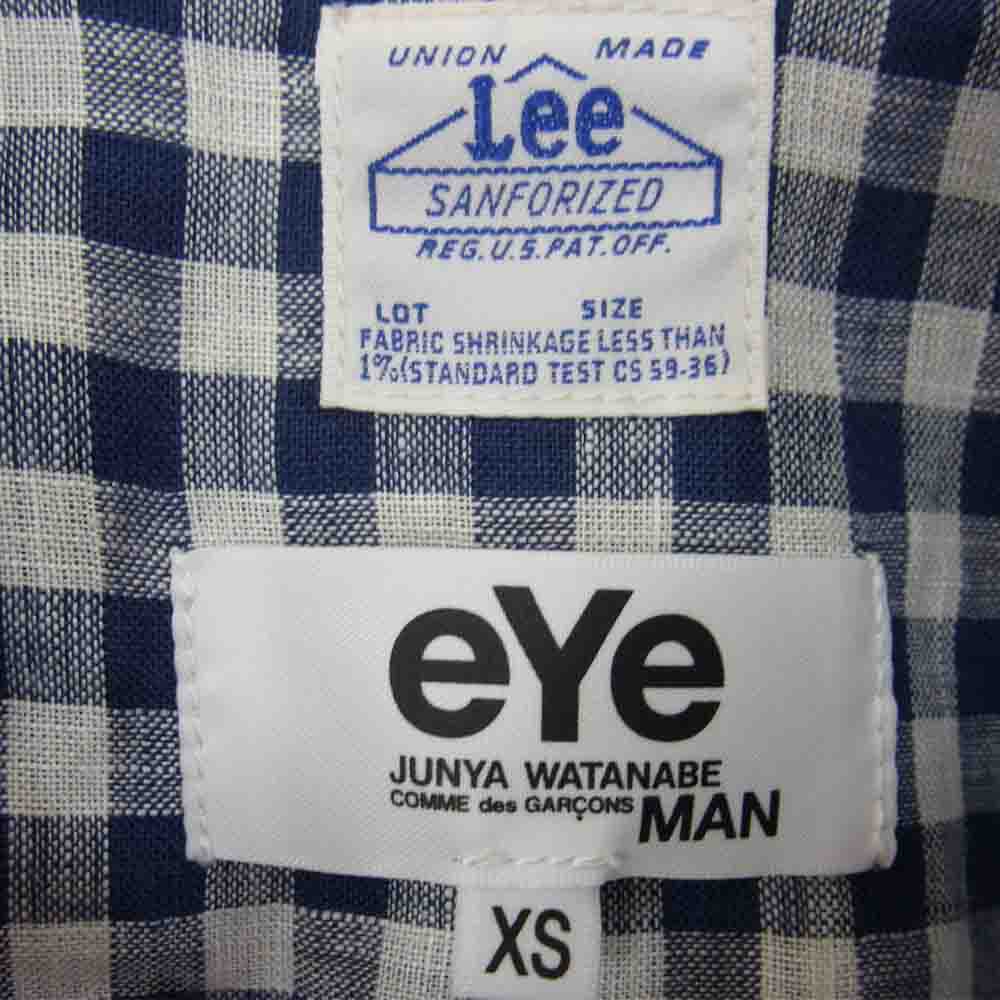 UNION MADE
Lee
SANFORIZED
REG.U.S.PAT.OFF.
LOT SIZE
FABRIC SHRINKAGE LESS THAN
1%(STANDARD TEST CS 59-36)
eYe
JUNYA WATANABE
COMME des GARÇONS MAN
XS